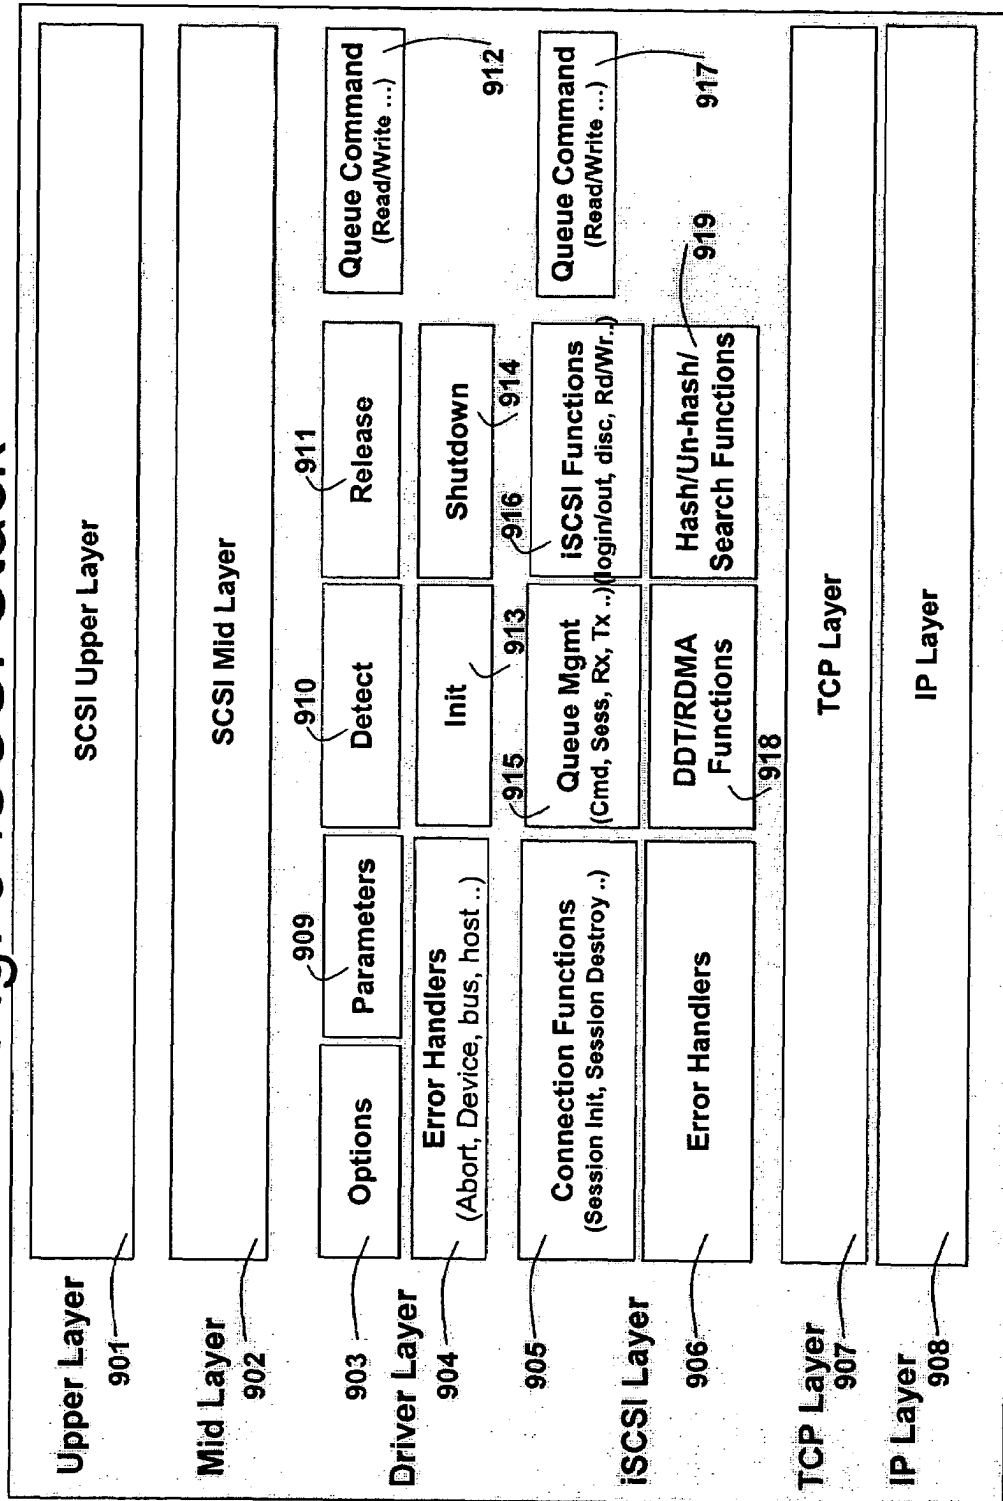 Upper Layer
901
SCSI Upper Layer
Mid Layer
902
SCSI Mid Layer
Driver Layer
903
904
909
910
911
Options
Parameters
Detect
Release
Queue Command
(Read/Write ...)
912
Error Handlers
(Abort, Device, bus, host ..)
Init
913
Shutdown
914
iSCSI Layer
905
906
915
916
Connection Functions
(Session Init, Session Destroy ..)
Queue Mgmt
(Cmd, Sess, Rx, Tx ..)
iSCSI Functions
(login/out, disc, Rd/Wr..)
Queue Command
(Read/Write ...)
917
Error Handlers
DDT/RDMA
Functions
918
Hash/Un-hash/
Search Functions
919
TCP Layer
907
TCP Layer
IP Layer
908
IP Layer